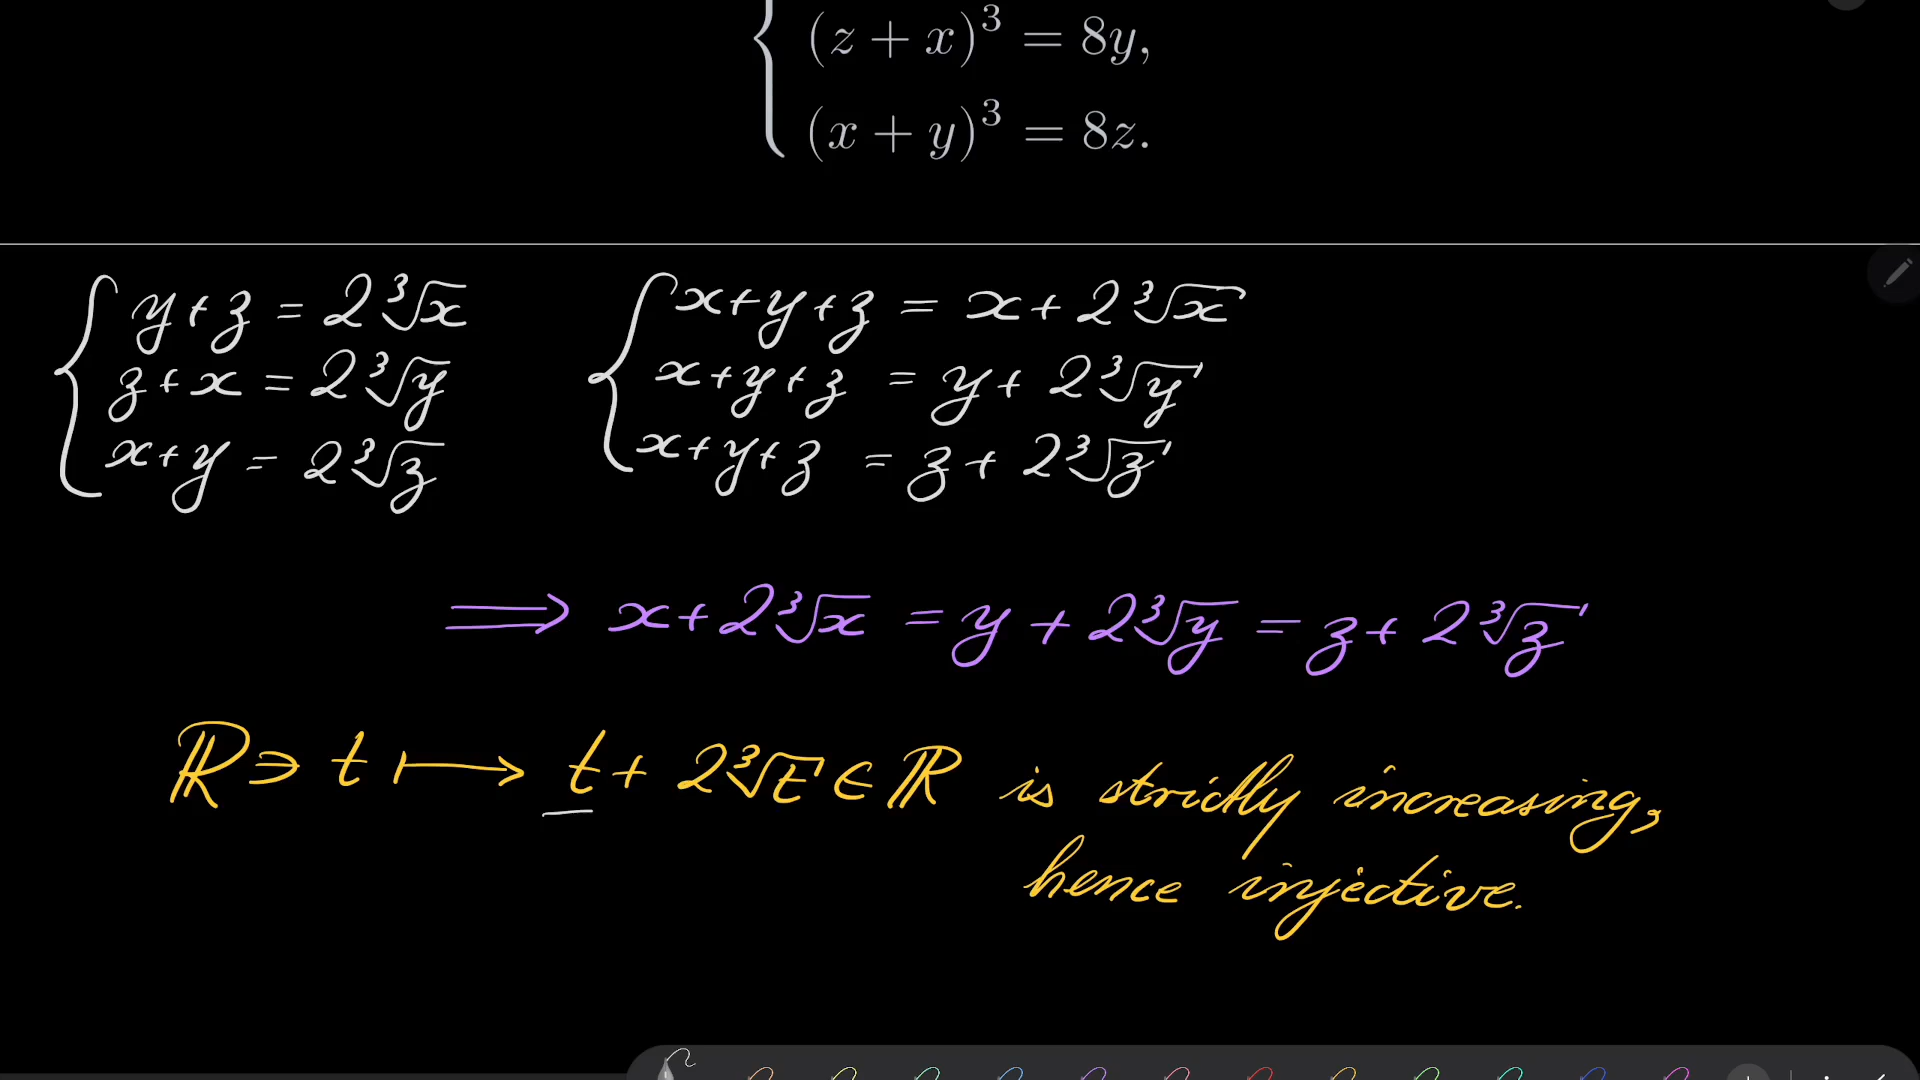 (z + x)³ = 8y,
(x + y)³ = 8z.
y + z = 2∛x
z + x = 2∛y
x + y = 2∛z
x + y + z = x + 2∛x
x + y + z = y + 2∛y
x + y + z = z + 2∛z
⟹ x + 2∛x = y + 2∛y = z + 2∛z
ℝ ∋ t ⟼ t + 2∛t ∈ ℝ is strictly increasing,
hence injective.